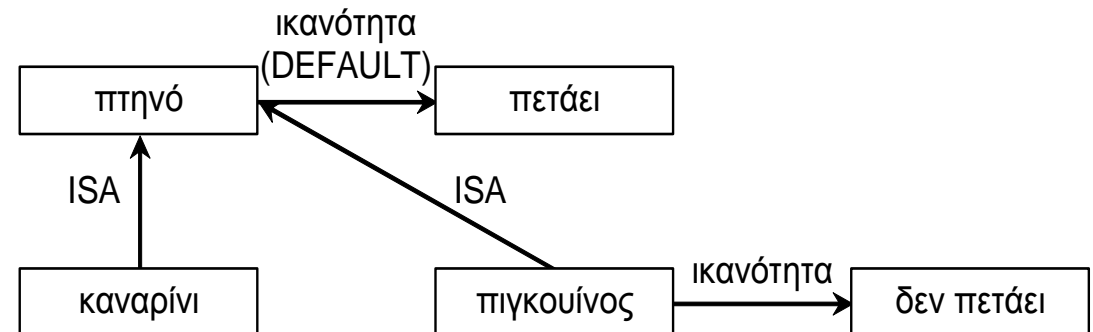 ικανότητα
(DEFAULT)
πτηνό
πετάει
ISA
ISA
ικανότητα
καναρίνι
πιγκουίνος
δεν πετάει